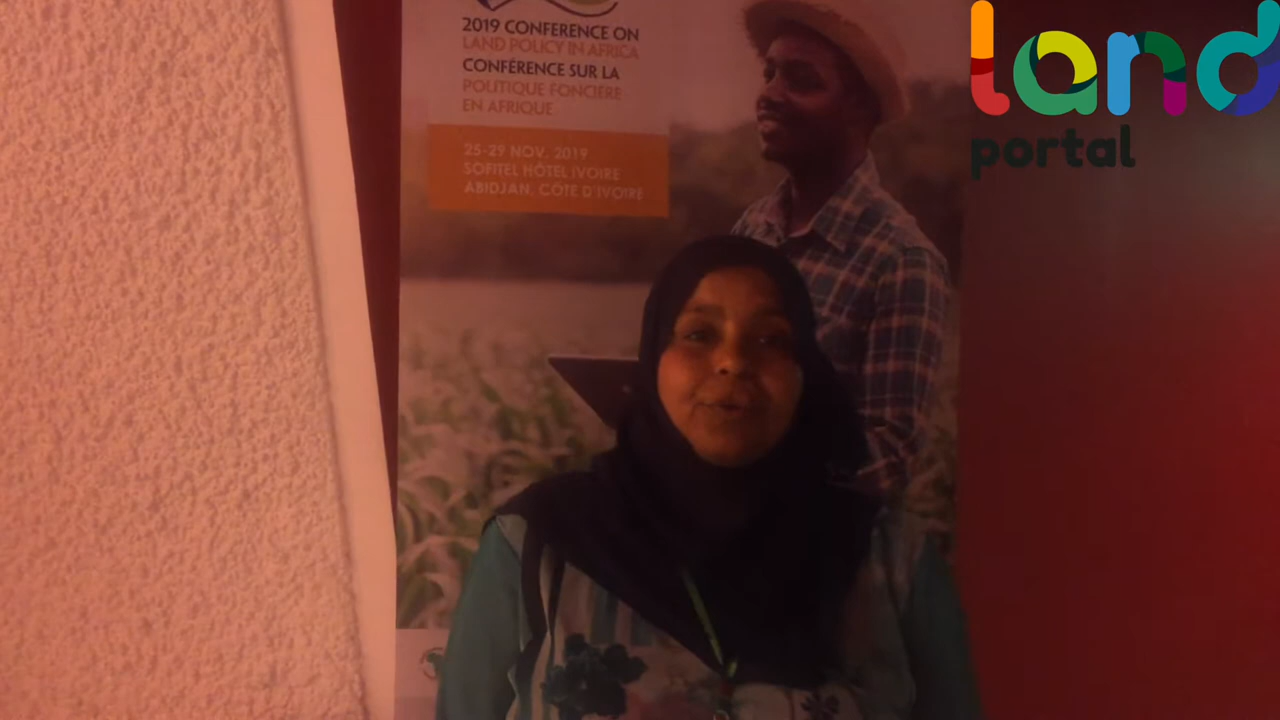 2019 CONFERENCE ON
LAND POLICY IN AFRICA
CONFÉRENCE SUR LA
POLITIQUE FONCIÈRE
EN AFRIQUE
25-29 NOV. 2019
SOFITEL HÔTEL IVOIRE
ABIDJAN, CÔTE D'IVOIRE
land
portal